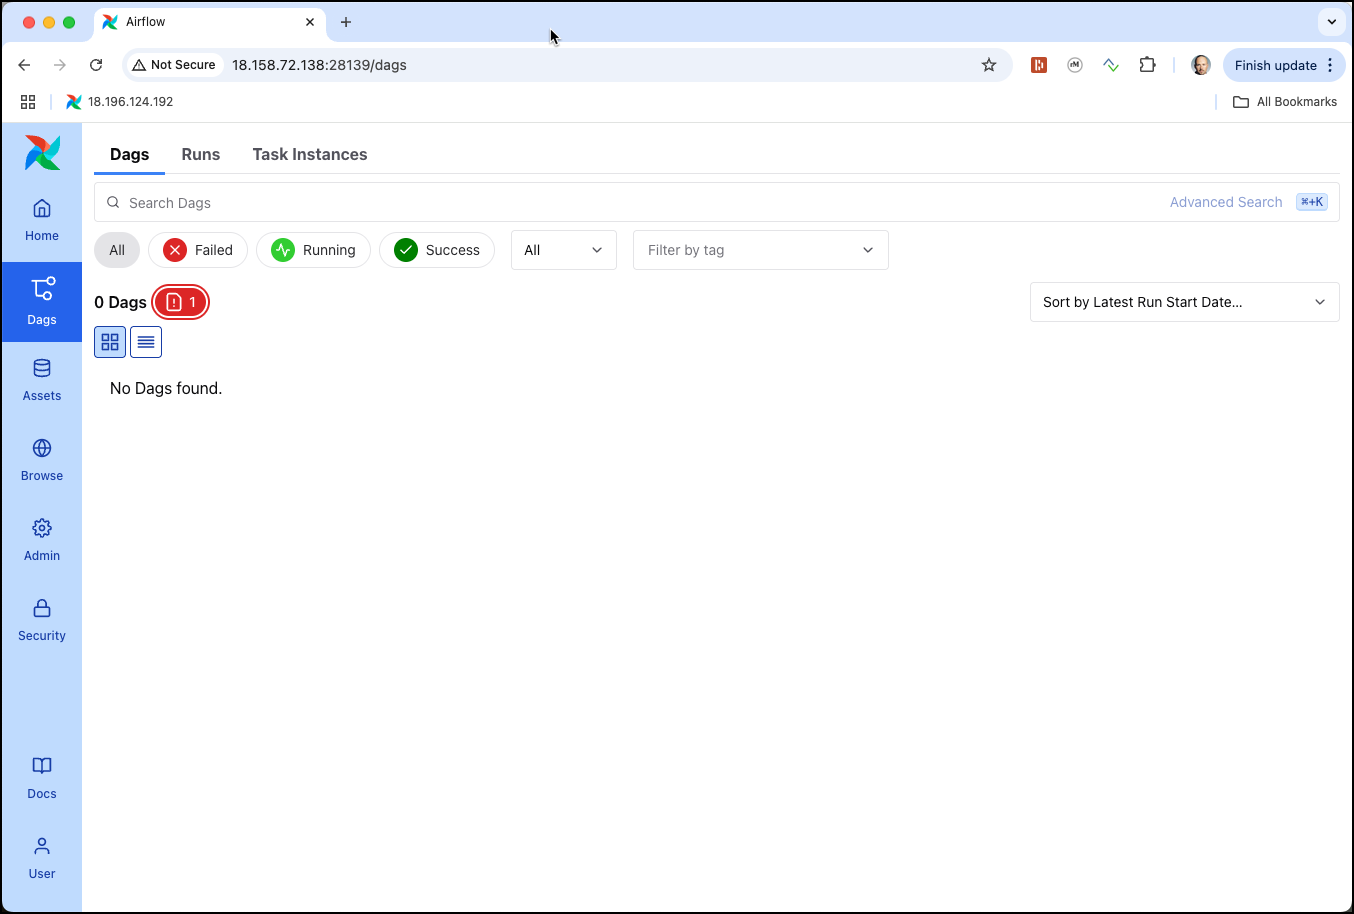 Airflow
Not Secure 18.158.72.138:28139/dags Finish update
18.196.124.192 All Bookmarks
Dags Runs Task Instances
Search Dags Advanced Search ⌘+K
All Failed Running Success All Filter by tag
0 Dags 1 Sort by Latest Run Start Date...
No Dags found.
Home
Dags
Assets
Browse
Admin
Security
Docs
User